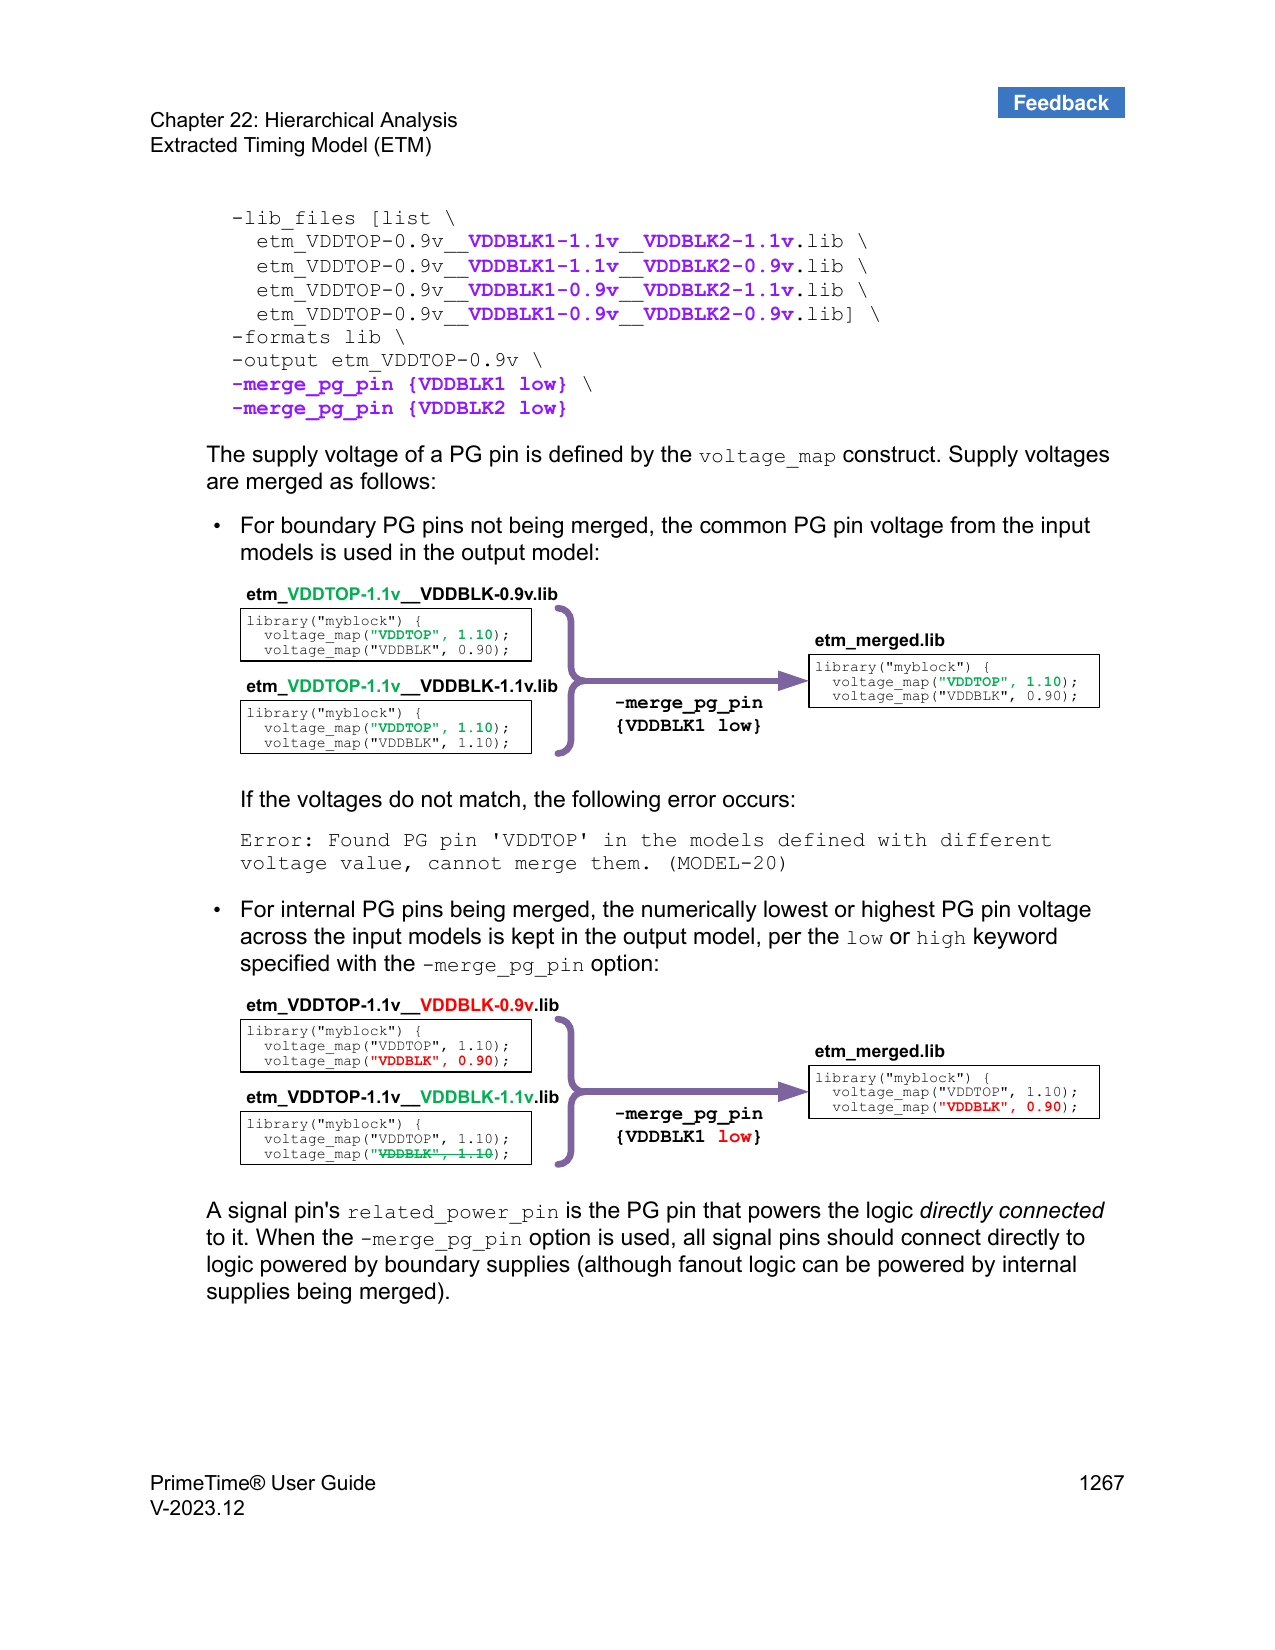 Feedback
Chapter 22: Hierarchical Analysis
Extracted Timing Model (ETM)
-lib_files [list \
etm_VDDTOP-0.9v__VDDBLK1-1.1v__VDDBLK2-1.1v.lib \
etm_VDDTOP-0.9v__VDDBLK1-1.1v__VDDBLK2-0.9v.lib \
etm_VDDTOP-0.9v__VDDBLK1-0.9v__VDDBLK2-1.1v.lib \
etm_VDDTOP-0.9v__VDDBLK1-0.9v__VDDBLK2-0.9v.lib] \
-formats lib \
-output etm_VDDTOP-0.9v \
-merge_pg_pin {VDDBLK1 low} \
-merge_pg_pin {VDDBLK2 low}
The supply voltage of a PG pin is defined by the voltage_map construct. Supply voltages
are merged as follows:
• For boundary PG pins not being merged, the common PG pin voltage from the input
models is used in the output model:
etm_VDDTOP-1.1v__VDDBLK-0.9v.lib
library("myblock") {
voltage_map("VDDTOP", 1.10);
voltage_map("VDDBLK", 0.90);
etm_VDDTOP-1.1v__VDDBLK-1.1v.lib
library("myblock") {
voltage_map("VDDTOP", 1.10);
voltage_map("VDDBLK", 1.10);
-merge_pg_pin
{VDDBLK1 low}
etm_merged.lib
library("myblock") {
voltage_map("VDDTOP", 1.10);
voltage_map("VDDBLK", 0.90);
If the voltages do not match, the following error occurs:
Error: Found PG pin 'VDDTOP' in the models defined with different
voltage value, cannot merge them. (MODEL-20)
• For internal PG pins being merged, the numerically lowest or highest PG pin voltage
across the input models is kept in the output model, per the low or high keyword
specified with the -merge_pg_pin option:
etm_VDDTOP-1.1v__VDDBLK-0.9v.lib
library("myblock") {
voltage_map("VDDTOP", 1.10);
voltage_map("VDDBLK", 0.90);
etm_VDDTOP-1.1v__VDDBLK-1.1v.lib
library("myblock") {
voltage_map("VDDTOP", 1.10);
voltage_map("VDDBLK", 1.10);
-merge_pg_pin
{VDDBLK1 low}
etm_merged.lib
library("myblock") {
voltage_map("VDDTOP", 1.10);
voltage_map("VDDBLK", 0.90);
A signal pin's related_power_pin is the PG pin that powers the logic directly connected
to it. When the -merge_pg_pin option is used, all signal pins should connect directly to
logic powered by boundary supplies (although fanout logic can be powered by internal
supplies being merged).
PrimeTime® User Guide
V-2023.12
1267